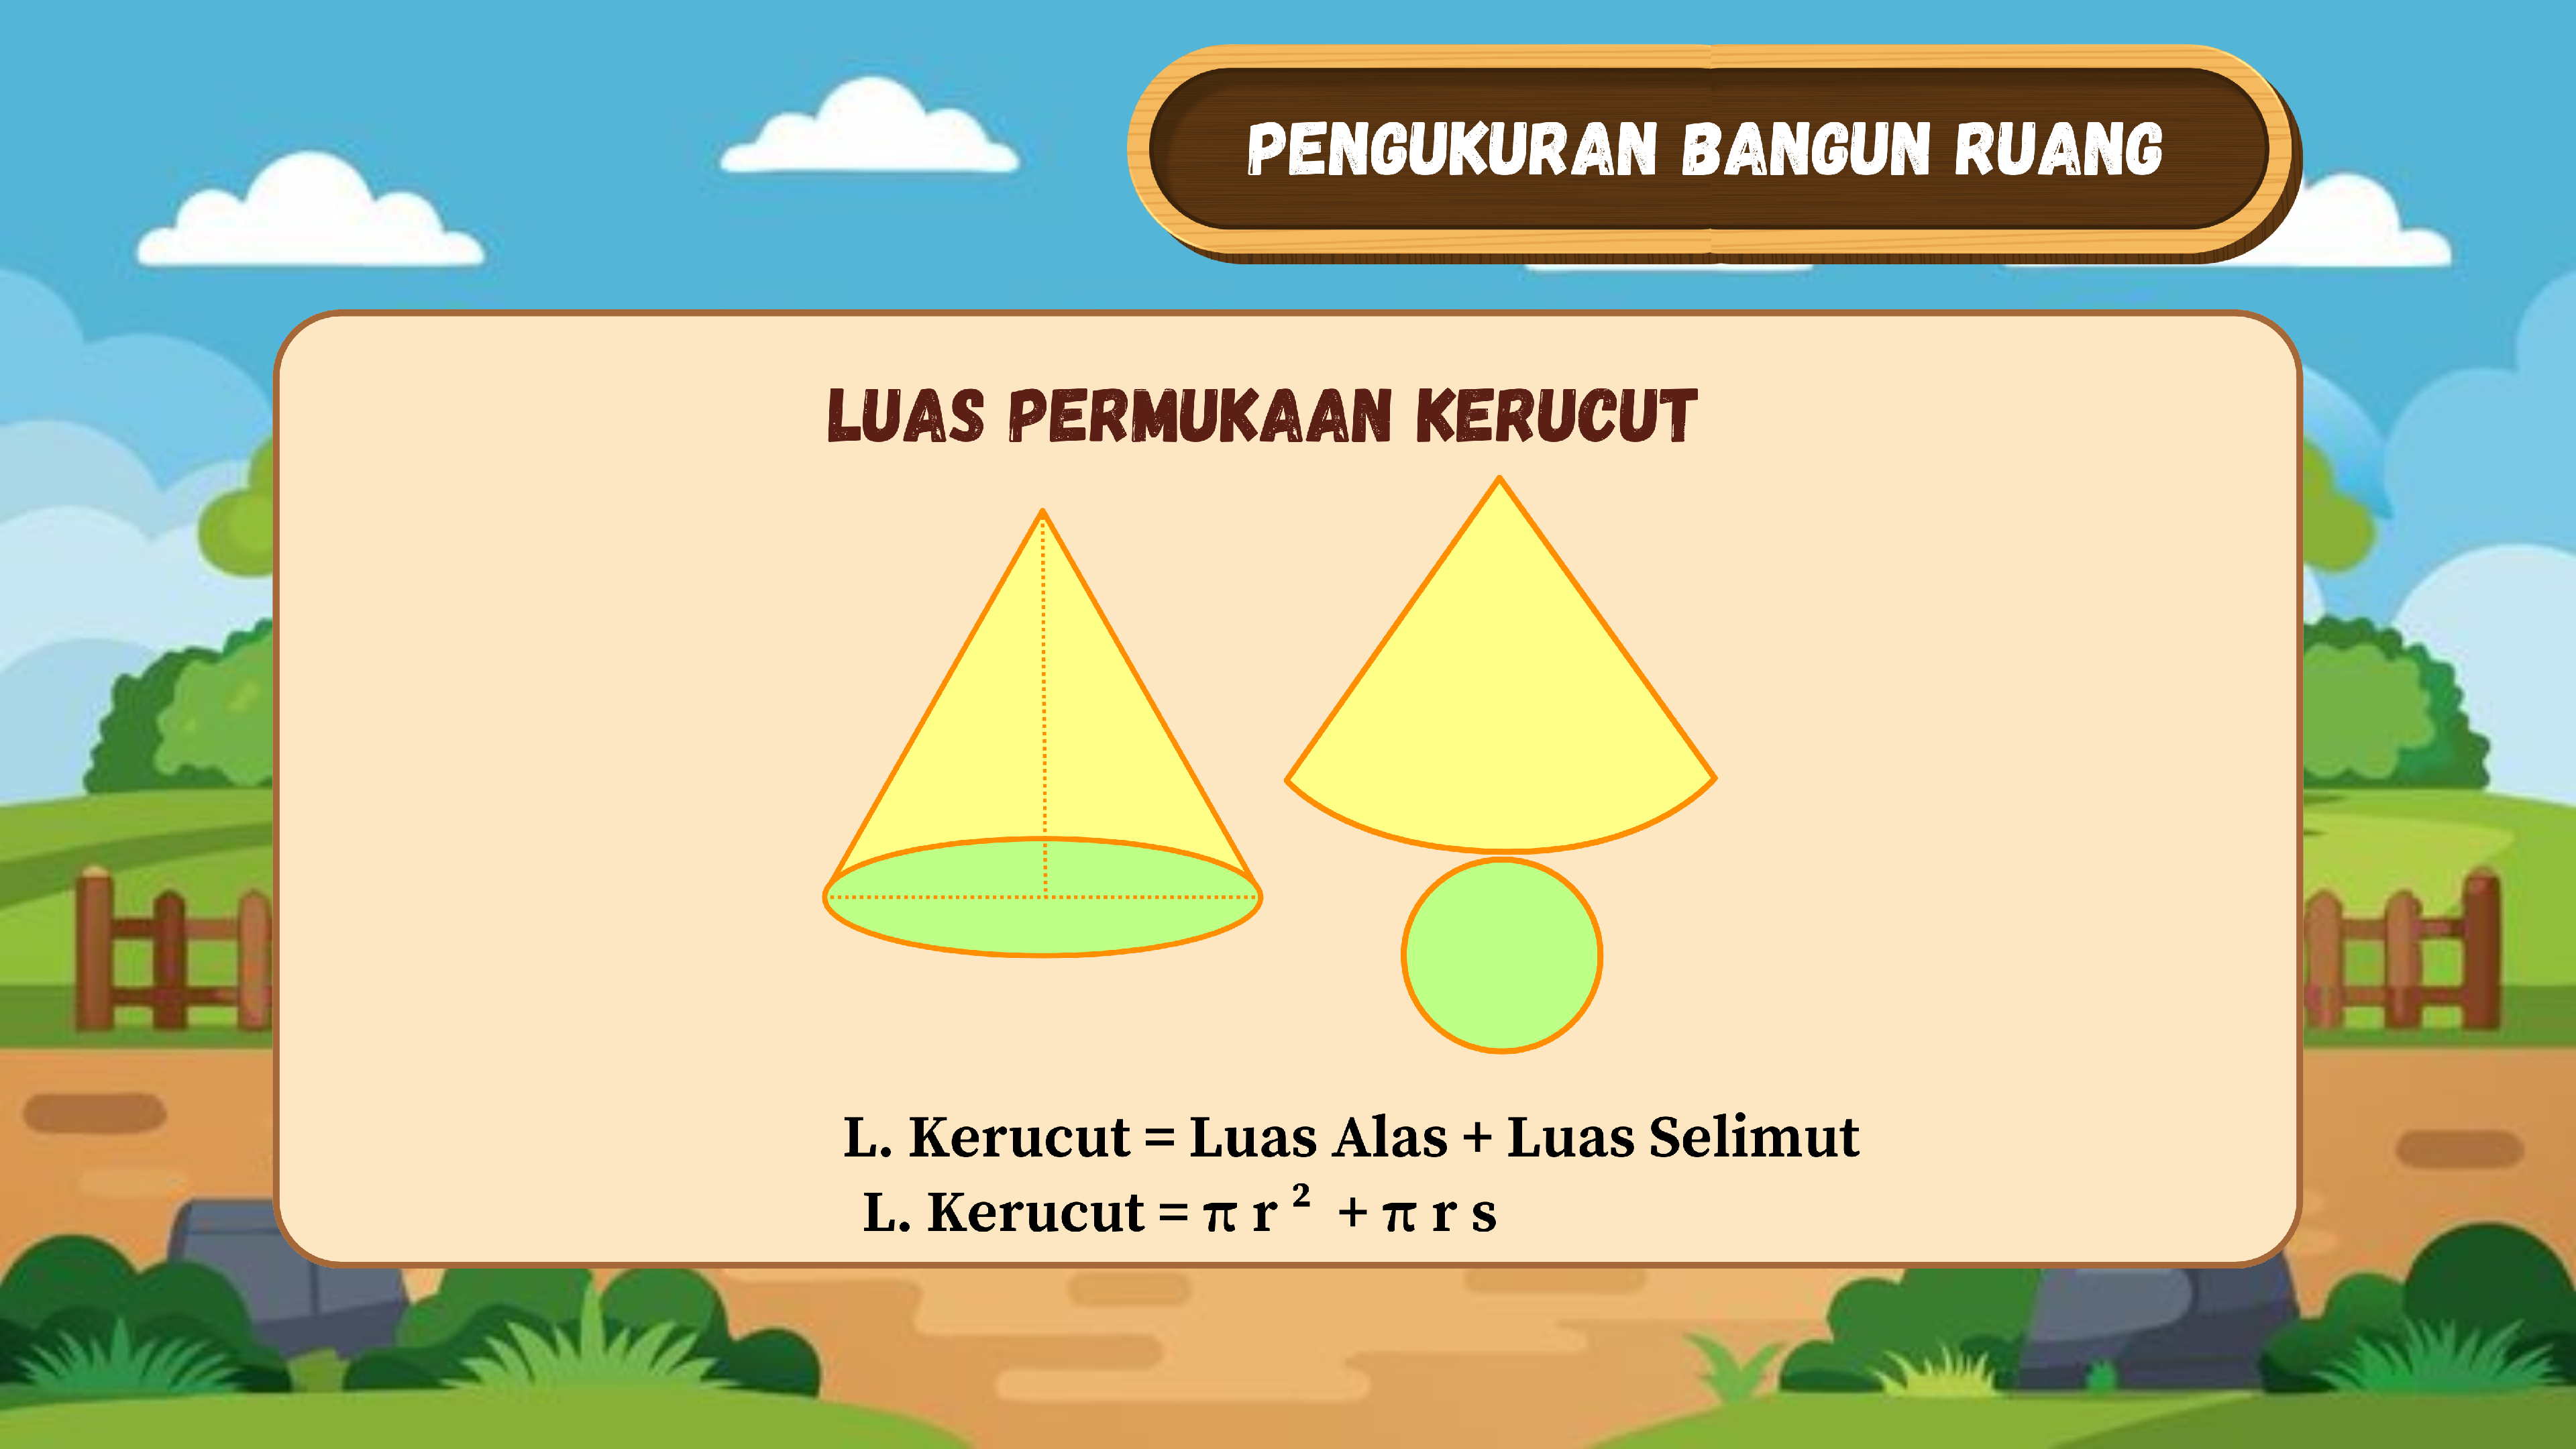 PENGUKURAN BANGUN RUANG
LUAS PERMUKAAN KERUCUT
L. Kerucut = Luas Alas + Luas Selimut
L. Kerucut = π r ² + π r s